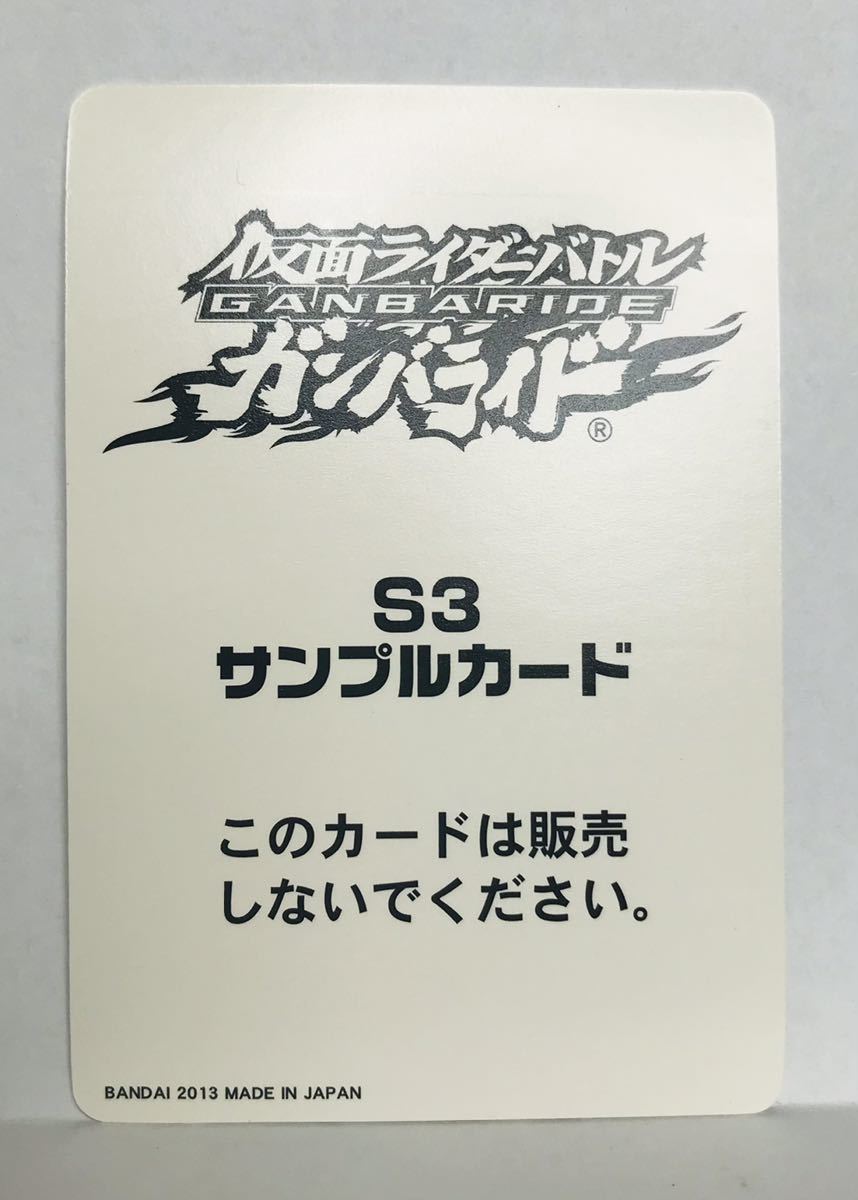 仮面ライダーバトル
GANBARIDE
ガンバライド
®
S3
サンプルカード
このカードは販売
しないでください。
BANDAI 2013 MADE IN JAPAN